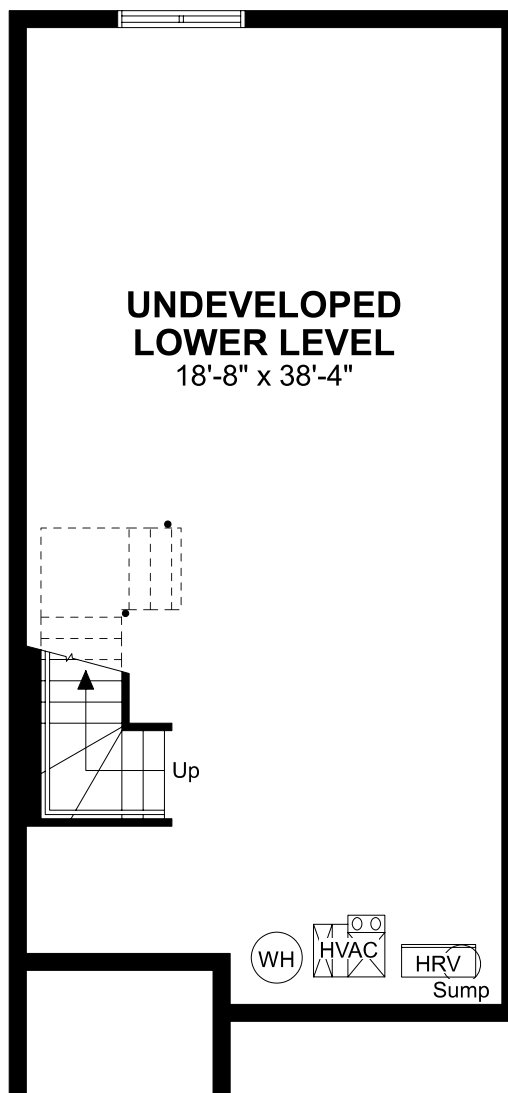 UNDEVELOPED
LOWER LEVEL
18'-8" x 38'-4"
Up
WH
HVAC
HRV
Sump